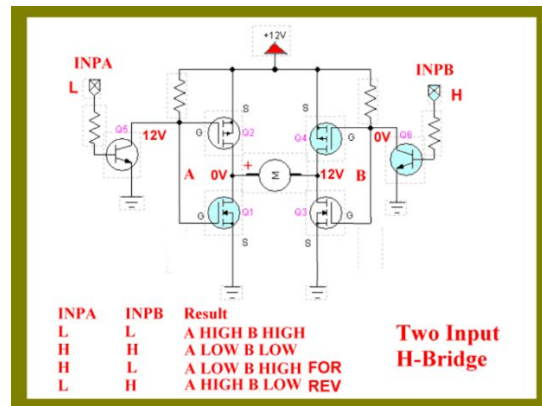 +12V
INPA
INPB
L
H
S
S
Q5
12V
G
Q2
Q4
G
0V
Q6
A
0V
+
M
12V
B
G
Q1
Q3
G
S
S
INPA INPB Result
L L A HIGH B HIGH
H H A LOW B LOW
H L A LOW B HIGH FOR
L H A HIGH B LOW REV
Two Input
H-Bridge